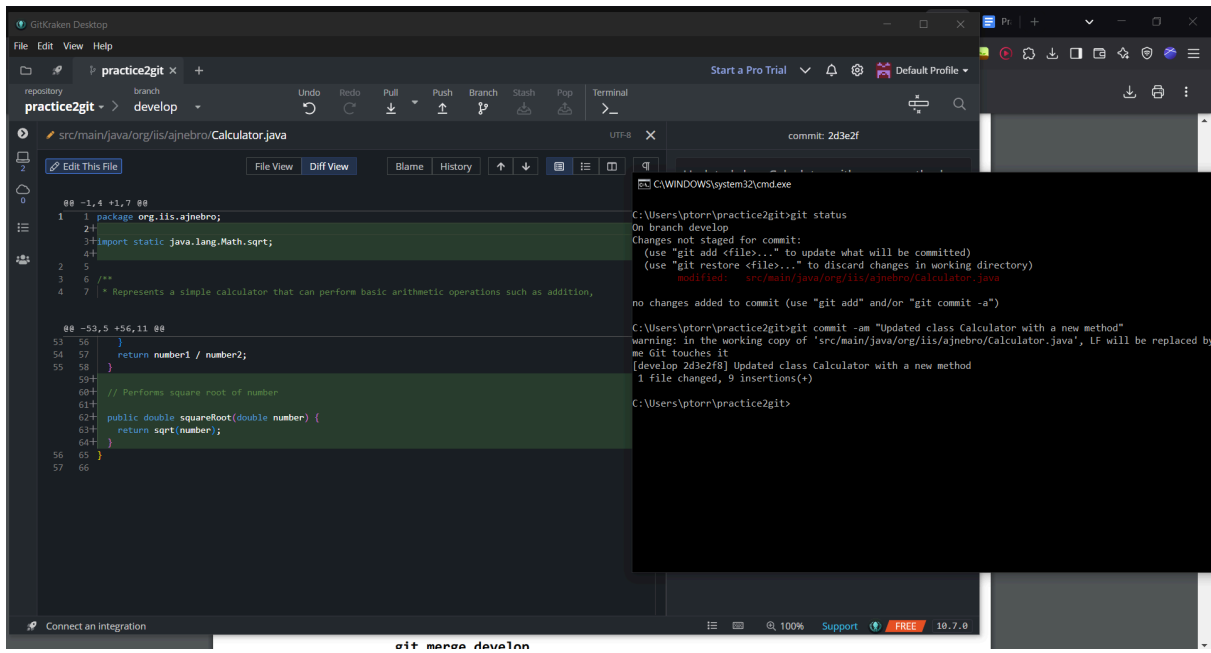 GitKraken Desktop
File Edit View Help
practice2git × +
Start a Pro Trial
Default Profile
repository
practice2git
branch
develop
Undo Redo Pull Push Branch Stash Pop Terminal
src/main/java/org/iis/ajnebro/Calculator.java
UTF-8
commit: 2d3e2f
Edit This File
File View Diff View Blame History
@@ -1,4 +1,7 @@
1 1 package org.iis.ajnebro;
2+
3+import static java.lang.Math.sqrt;
4+
2 5
3 6 /**
4 7 * Represents a simple calculator that can perform basic arithmetic operations such as addition,
@@ -53,5 +56,11 @@
53 56 }
54 57 return number1 / number2;
55 58 }
59+
60+ // Performs square root of number
61+
62+ public double squareRoot(double number) {
63+ return sqrt(number);
64+ }
56 65 }
57 66
C:\WINDOWS\system32\cmd.exe
C:\Users\ptorr\practice2git>git status
On branch develop
Changes not staged for commit:
(use "git add <file>..." to update what will be committed)
(use "git restore <file>..." to discard changes in working directory)
modified: src/main/java/org/iis/ajnebro/Calculator.java
no changes added to commit (use "git add" and/or "git commit -a")
C:\Users\ptorr\practice2git>git commit -am "Updated class Calculator with a new method"
warning: in the working copy of 'src/main/java/org/iis/ajnebro/Calculator.java', LF will be replaced by
me Git touches it
[develop 2d3e2f8] Updated class Calculator with a new method
1 file changed, 9 insertions(+)
C:\Users\ptorr\practice2git>
2
0
Connect an integration
100% Support FREE 10.7.0
git merge develop